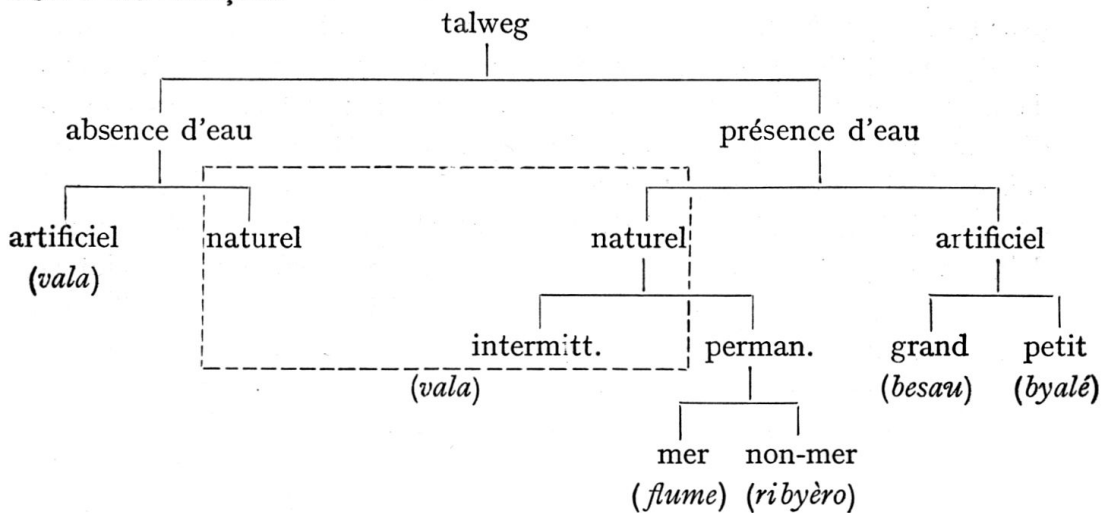 talweg
absence d'eau présence d'eau
artificiel naturel naturel artificiel
(vala)
intermitt. perman. grand petit
(vala) (besau) (byalé)
mer non-mer
(flume) (ribyèro)